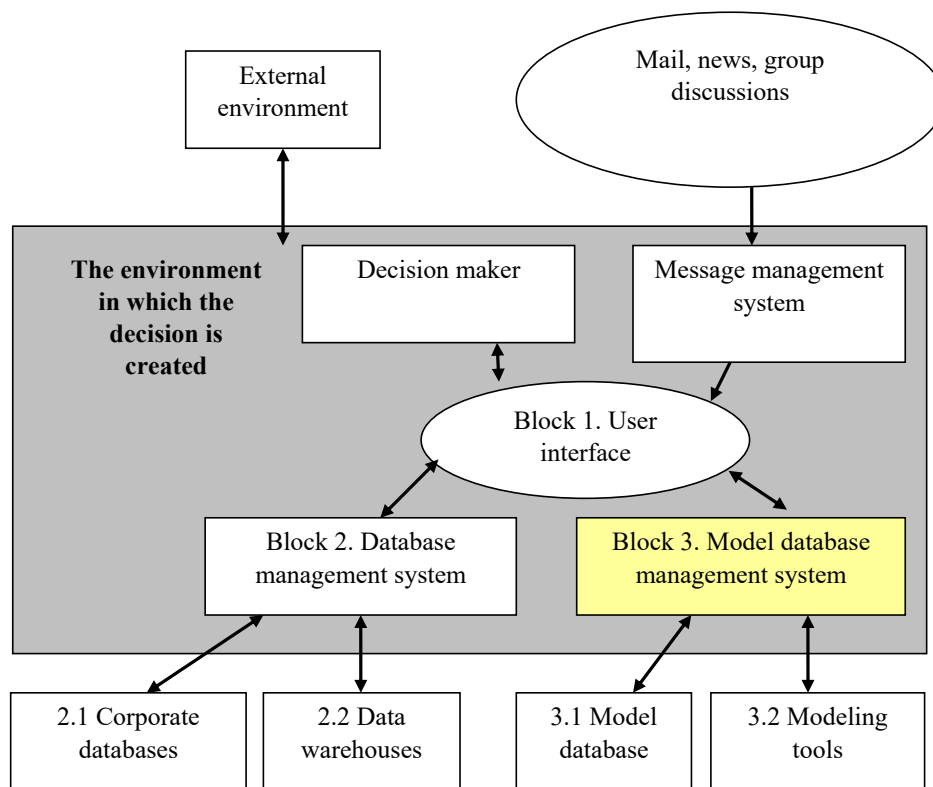 External
environment
Mail, news, group
discussions
The environment
in which the
decision is
created
Decision maker
Message management
system
Block 1. User
interface
Block 2. Database
management system
Block 3. Model database
management system
2.1 Corporate
databases
2.2 Data
warehouses
3.1 Model
database
3.2 Modeling
tools